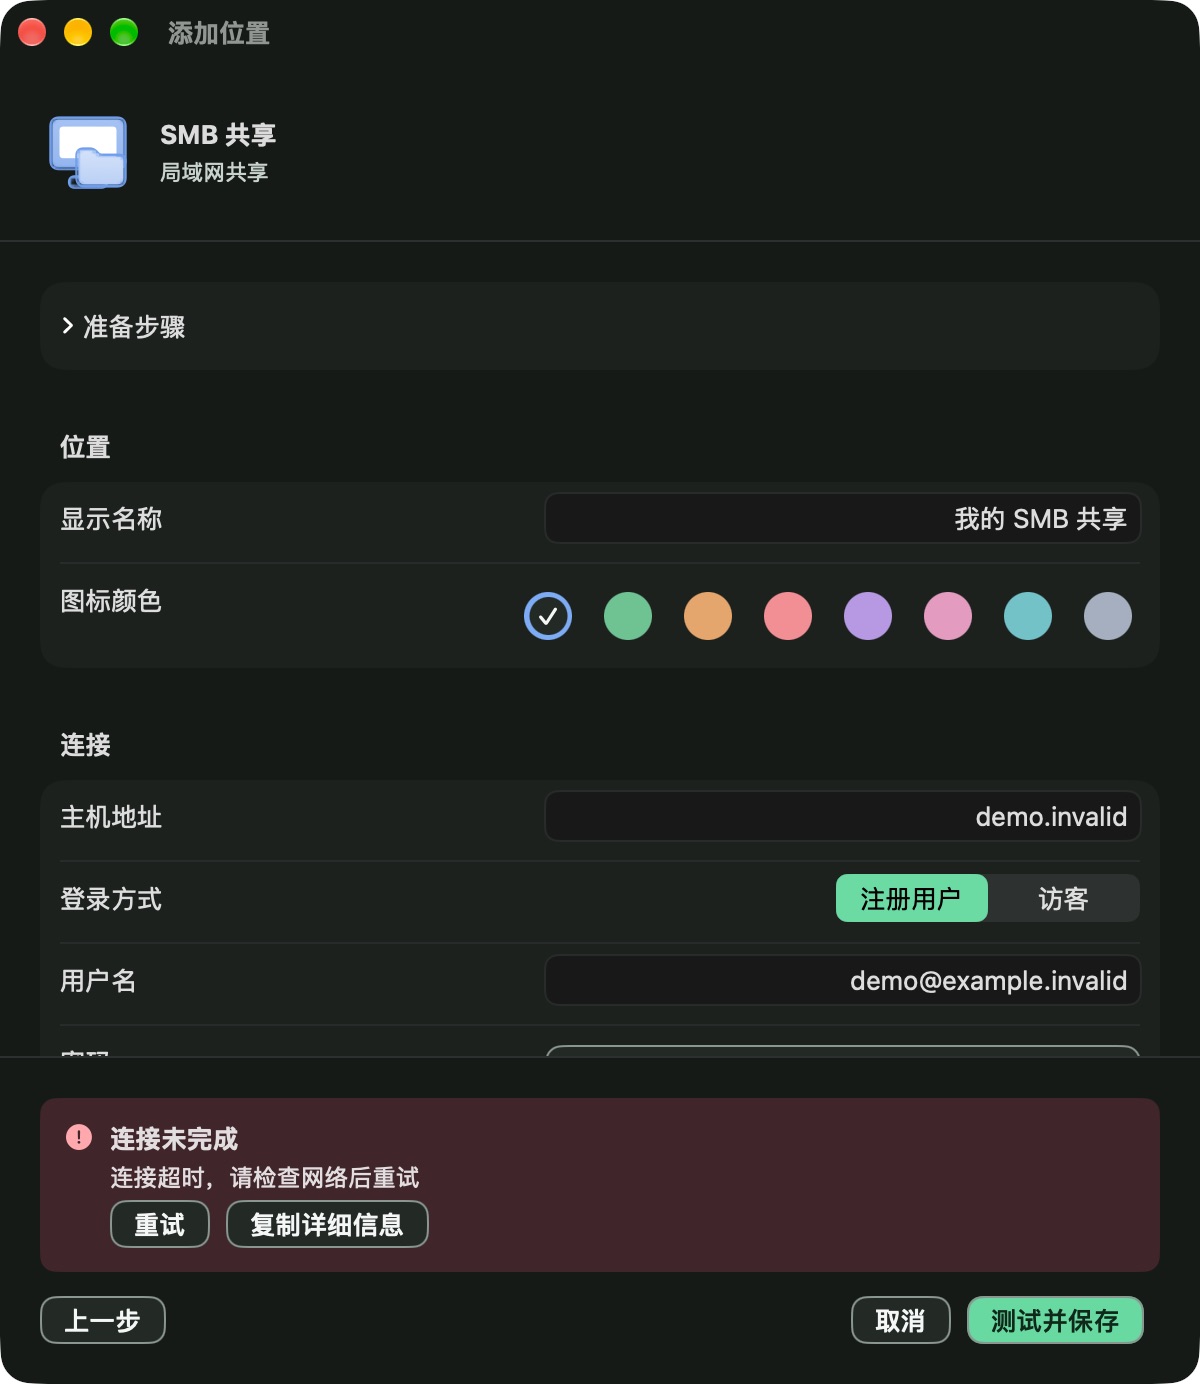 添加位置
SMB 共享
局域网共享
准备步骤
位置
显示名称 我的 SMB 共享
图标颜色
连接
主机地址 demo.invalid
登录方式 注册用户 访客
用户名 demo@example.invalid
连接未完成
连接超时，请检查网络后重试
重试 复制详细信息
上一步 取消 测试并保存